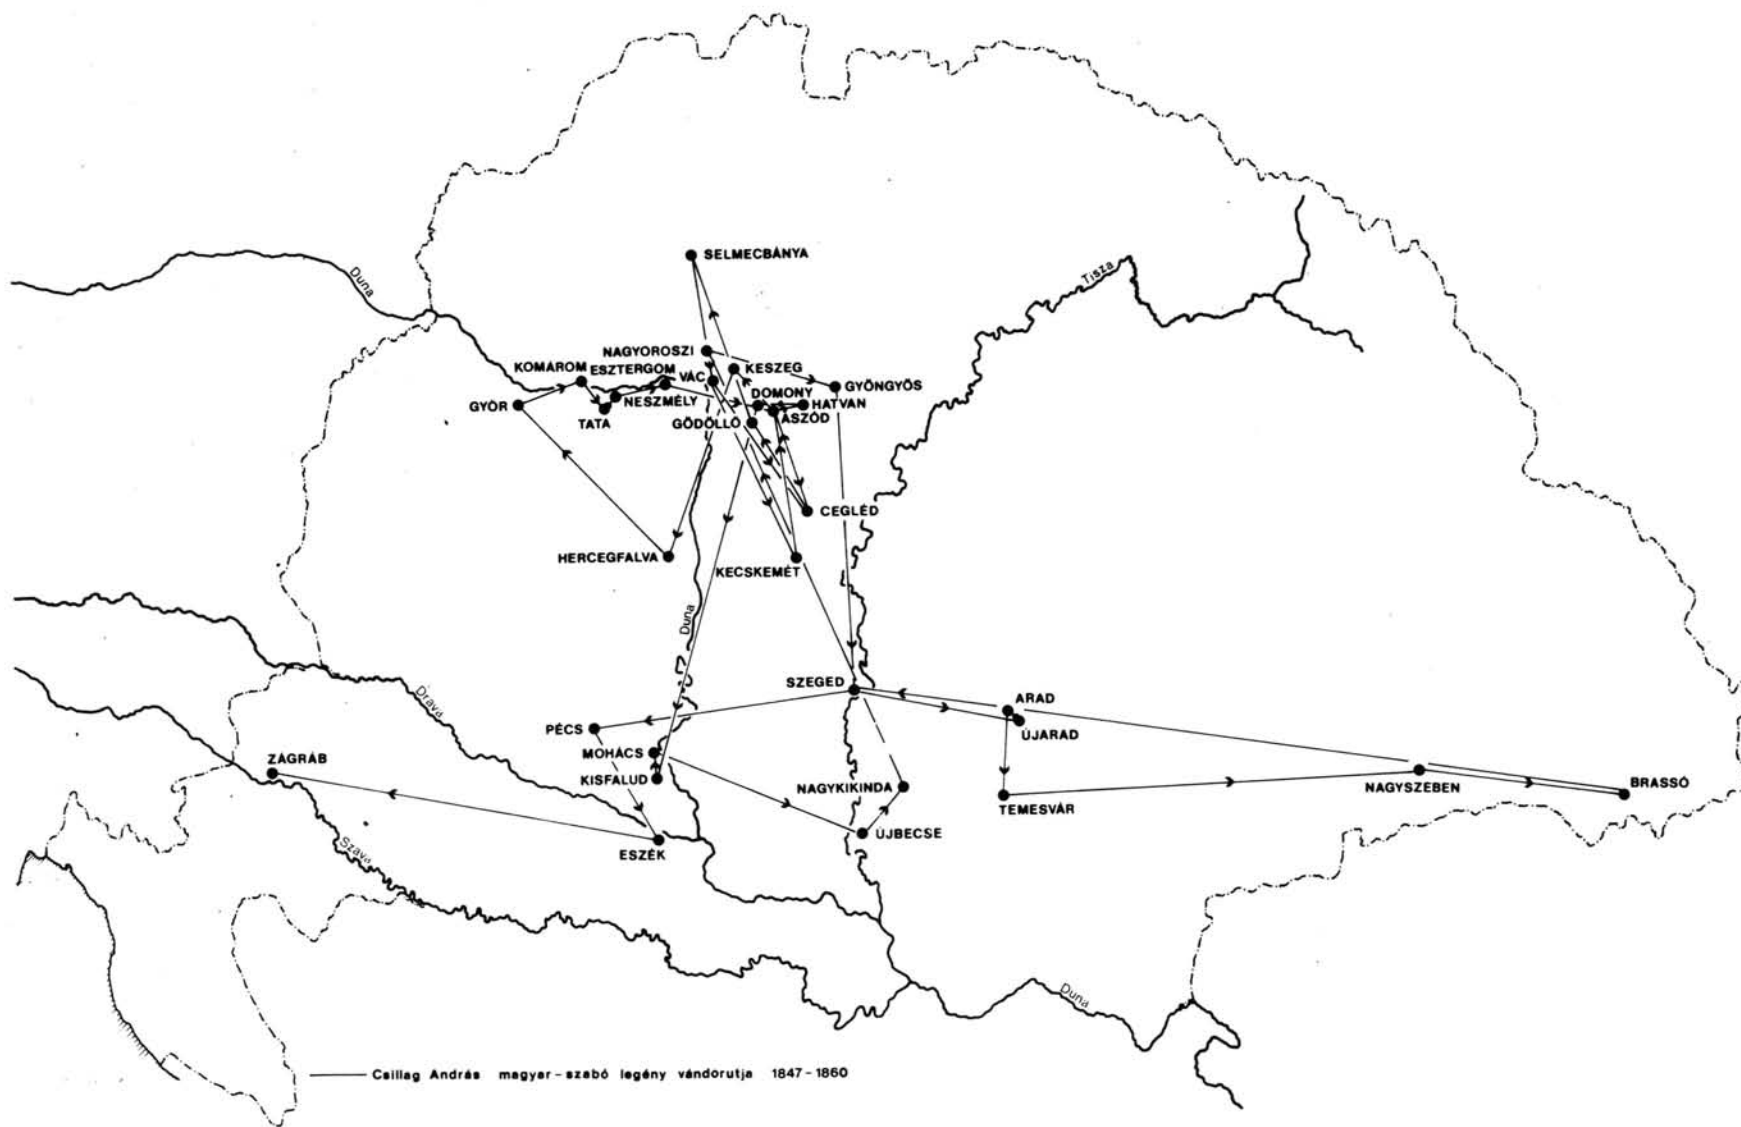 SELMECBÁNYA
Duna
Tisza
NAGYOROSZI
KOMÁROM
ESZTERGOM
VÁC
KESZEG
GYÖNGYÖS
DOMONY
HATVAN
GYŐR
NESZMÉLY
TATA
GÖDÖLLŐ
ASZÓD
CEGLÉD
HERCEGFALVA
KECSKEMÉT
Duna
SZEGED
Dráva
ARAD
PÉCS
ÚJARAD
MOHÁCS
ZÁGRÁB
KISFALUD
NAGYKIKINDA
NAGYSZEBEN
BRASSÓ
TEMESVÁR
ÚJBECSE
Száva
ESZÉK
Duna
Csillag András magyar-szabó legény vándorutja 1847-1860